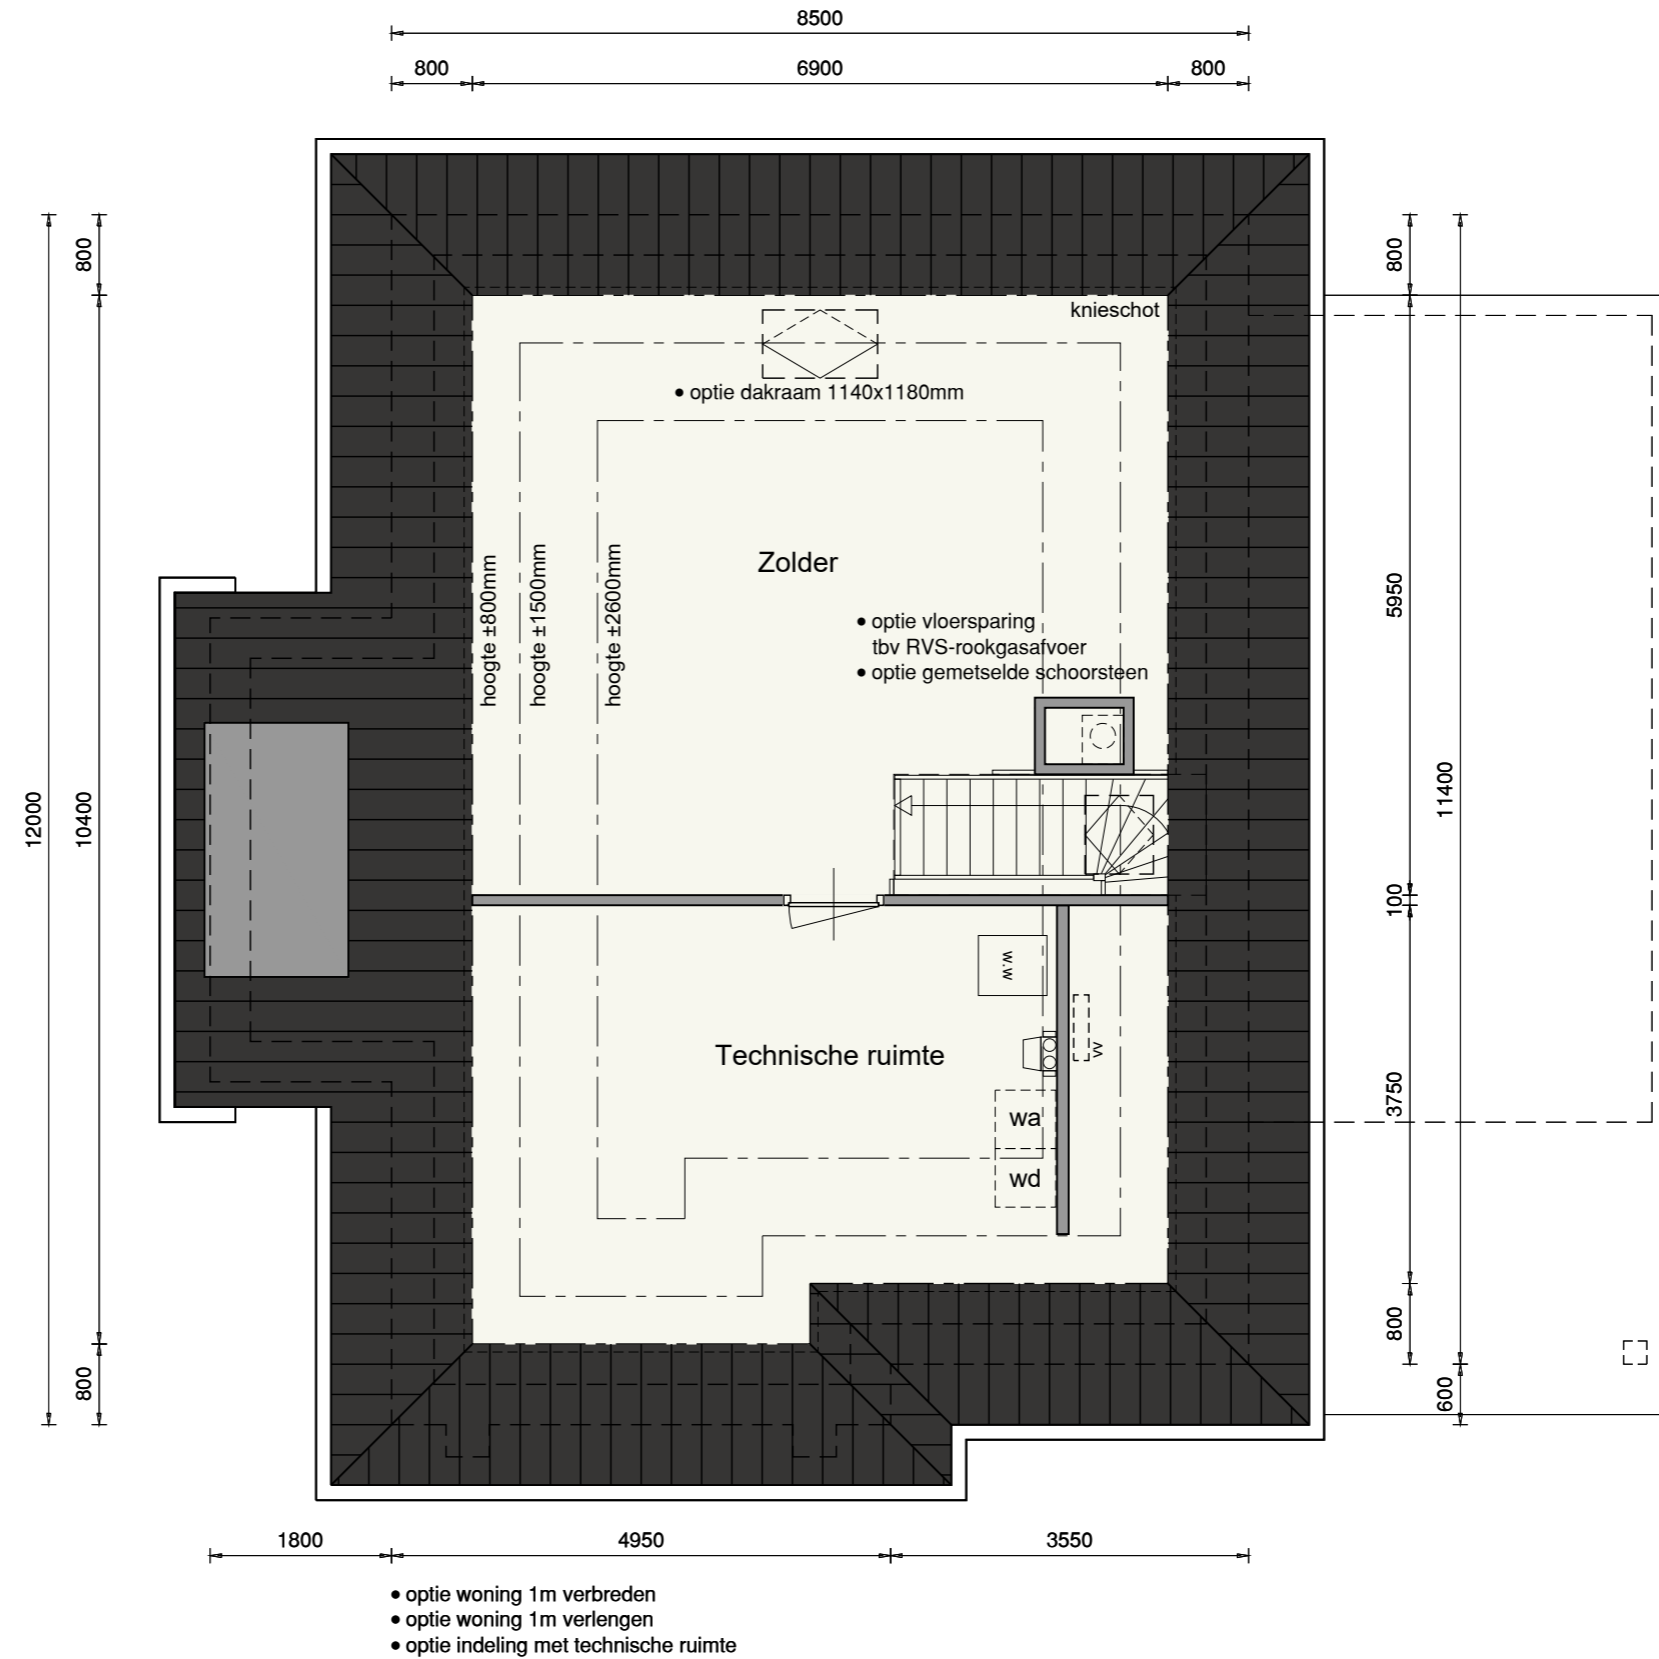 8500
800
6900
800
800
800
knieschot
• optie dakraam 1140x1180mm
Zolder
hoogte ±800mm
hoogte ±1500mm
hoogte ±2600mm
5950
• optie vloersparing
tbv RVS-rookgasafvoer
• optie gemetselde schoorsteen
12000
10400
11400
100
w.w
Technische ruimte
w
3750
wa
wd
800
800
600
1800
4950
3550
• optie woning 1m verbreden
• optie woning 1m verlengen
• optie indeling met technische ruimte